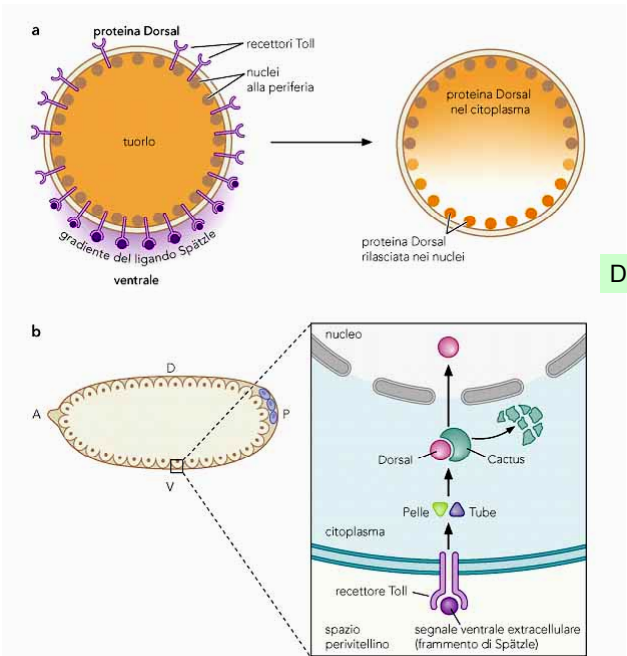 a
proteina Dorsal
recettori Toll
nuclei
alla periferia
tuorlo
gradiente del ligando Spätzle
ventrale
proteina Dorsal
nel citoplasma
proteina Dorsal
rilasciata nei nuclei
D
b
D
A
P
V
nucleo
Dorsal
Cactus
Pelle
Tube
citoplasma
recettore Toll
spazio
perivitellino
segnale ventrale extracellulare
(frammento di Spätzle)